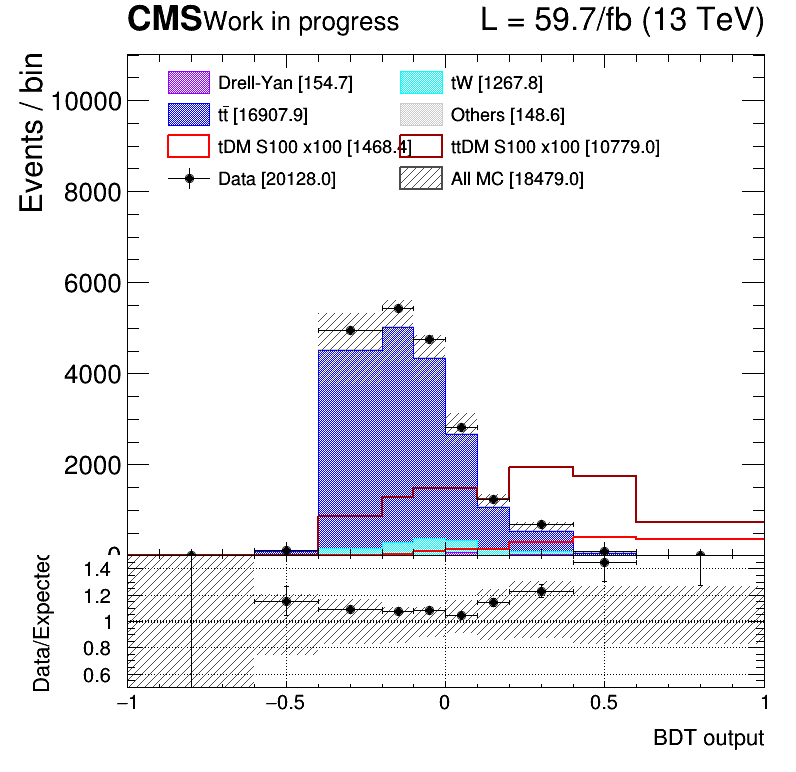 CMS Work in progress L = 59.7/fb (13 TeV)
Events / bin
10000
8000
6000
4000
2000
0
Drell-Yan [154.7] tW [1267.8]
tt̄ [16907.9] Others [148.6]
tDM S100 x100 [1468.4] ttDM S100 x100 [10779.0]
Data [20128.0] All MC [18479.0]
Data/Expected
1.4
1.2
1
0.8
0.6
−1 −0.5 0 0.5 1
BDT output